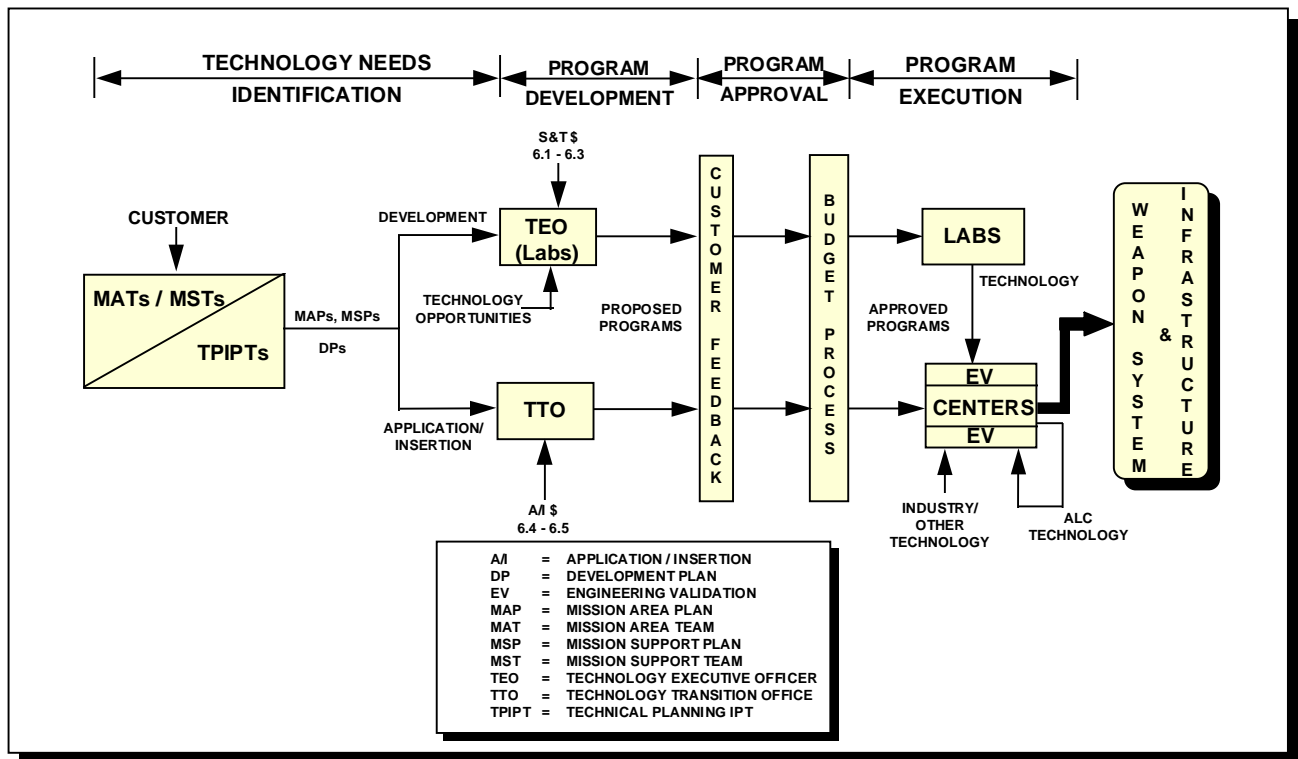 TECHNOLOGY NEEDS
IDENTIFICATION
PROGRAM
DEVELOPMENT
PROGRAM
APPROVAL
PROGRAM
EXECUTION
CUSTOMER
MATs / MSTs
TPIPTs
MAPs, MSPs
DPs
DEVELOPMENT
APPLICATION/
INSERTION
S&T $
6.1 - 6.3
TEO
(Labs)
TECHNOLOGY
OPPORTUNITIES
TTO
A/I $
6.4 - 6.5
PROPOSED
PROGRAMS
CUSTOMER FEEDBACK
BUDGET PROCESS
APPROVED
PROGRAMS
LABS
TECHNOLOGY
EV
CENTERS
EV
INDUSTRY/
OTHER
TECHNOLOGY
ALC
TECHNOLOGY
WEAPON SYSTEM
&
INFRASTRUCTURE
A/I = APPLICATION / INSERTION
DP = DEVELOPMENT PLAN
EV = ENGINEERING VALIDATION
MAP = MISSION AREA PLAN
MAT = MISSION AREA TEAM
MSP = MISSION SUPPORT PLAN
MST = MISSION SUPPORT TEAM
TEO = TECHNOLOGY EXECUTIVE OFFICER
TTO = TECHNOLOGY TRANSITION OFFICE
TPIPT = TECHNICAL PLANNING IPT